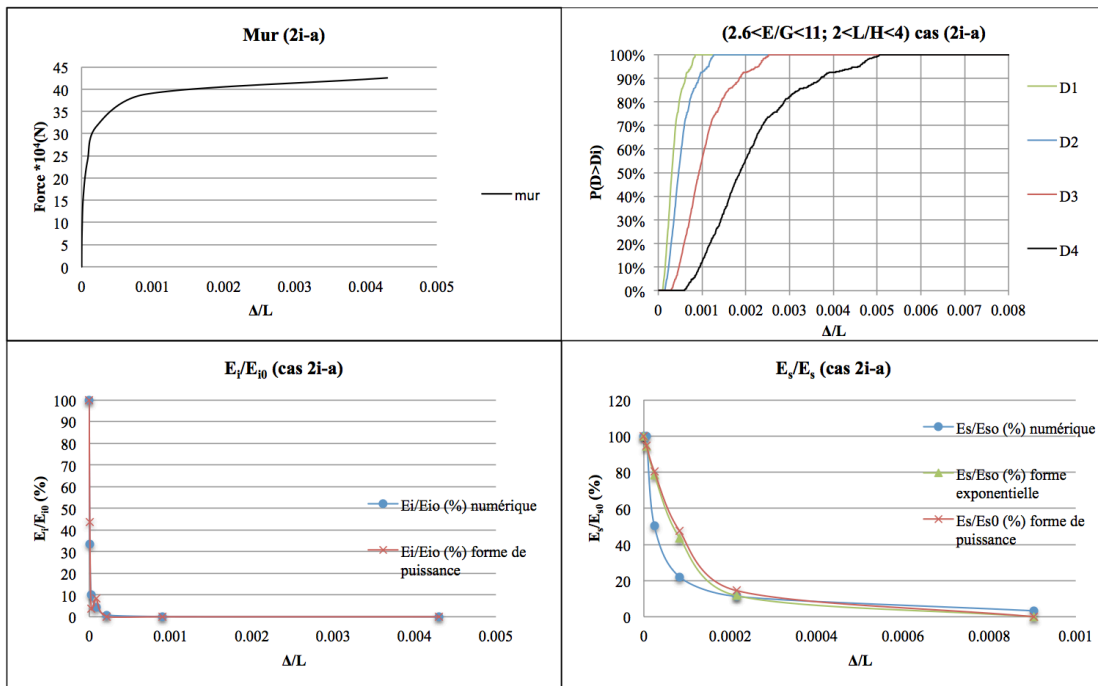 Mur (2i-a)
45
40
35
30
25
20
15
10
5
0
Force *10⁴(N)
0 0.001 0.002 0.003 0.004 0.005
Δ/L
mur
(2.6<E/G<11; 2<L/H<4) cas (2i-a)
100%
90%
80%
70%
60%
50%
40%
30%
20%
10%
0%
P(D>Di)
0 0.001 0.002 0.003 0.004 0.005 0.006 0.007 0.008
Δ/L
D1
D2
D3
D4
Eᵢ/Eᵢ₀ (cas 2i-a)
100
90
80
70
60
50
40
30
20
10
0
Eᵢ/Eᵢ₀ (%)
0 0.001 0.002 0.003 0.004 0.005
Δ/L
Ei/Eio (%) numérique
Ei/Eio (%) forme de
puissance
Eₛ/Eₛ (cas 2i-a)
120
100
80
60
40
20
0
Eₛ/Eₛ₀ (%)
0 0.0002 0.0004 0.0006 0.0008 0.001
Δ/L
Es/Eso (%) numérique
Es/Eso (%) forme
exponentielle
Es/Es0 (%) forme de
puissance